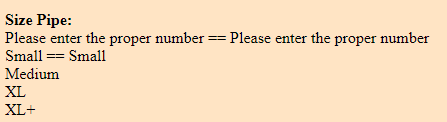 Size Pipe:
Please enter the proper number == Please enter the proper number
Small == Small
Medium
XL
XL+